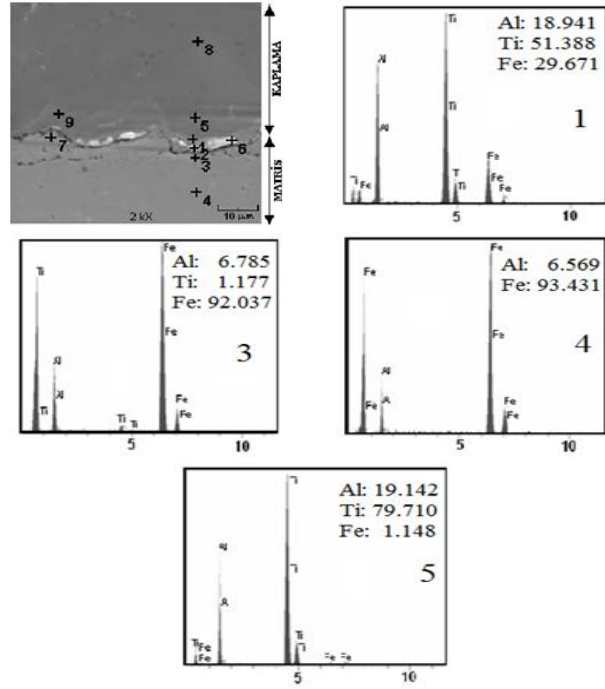 KAPLAMA
MATRİS
8
9
5
7
1
6
2
3
4
2 kX
10 µm
Al: 18.941
Ti: 51.388
Fe: 29.671
1
Ti
Al
Ti
Al
Fe
T
Ti
Fe
Ti
Fe
Fe
5
10
Al: 6.785
Ti: 1.177
Fe: 92.037
3
Fe
Ti
Fe
Al
Al
Fe
Fe
Ti
Ti
Ti
5
10
Al: 6.569
Fe: 93.431
4
Fe
Fe
Fe
Al
A
Fe
Fe
Fe
5
10
Al: 19.142
Ti: 79.710
Fe: 1.148
5
A
Ti
Ti
Fe
Fe
Fe
Fe
5
10